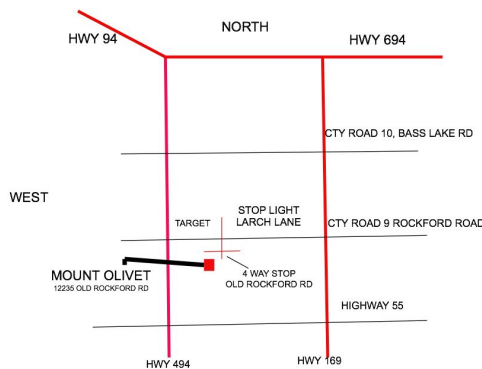 NORTH
HWY 94
HWY 694
CTY ROAD 10, BASS LAKE RD
WEST
TARGET
STOP LIGHT
LARCH LANE
CTY ROAD 9 ROCKFORD ROAD
MOUNT OLIVET
12235 OLD ROCKFORD RD
4 WAY STOP
OLD ROCKFORD RD
HIGHWAY 55
HWY 494
HWY 169